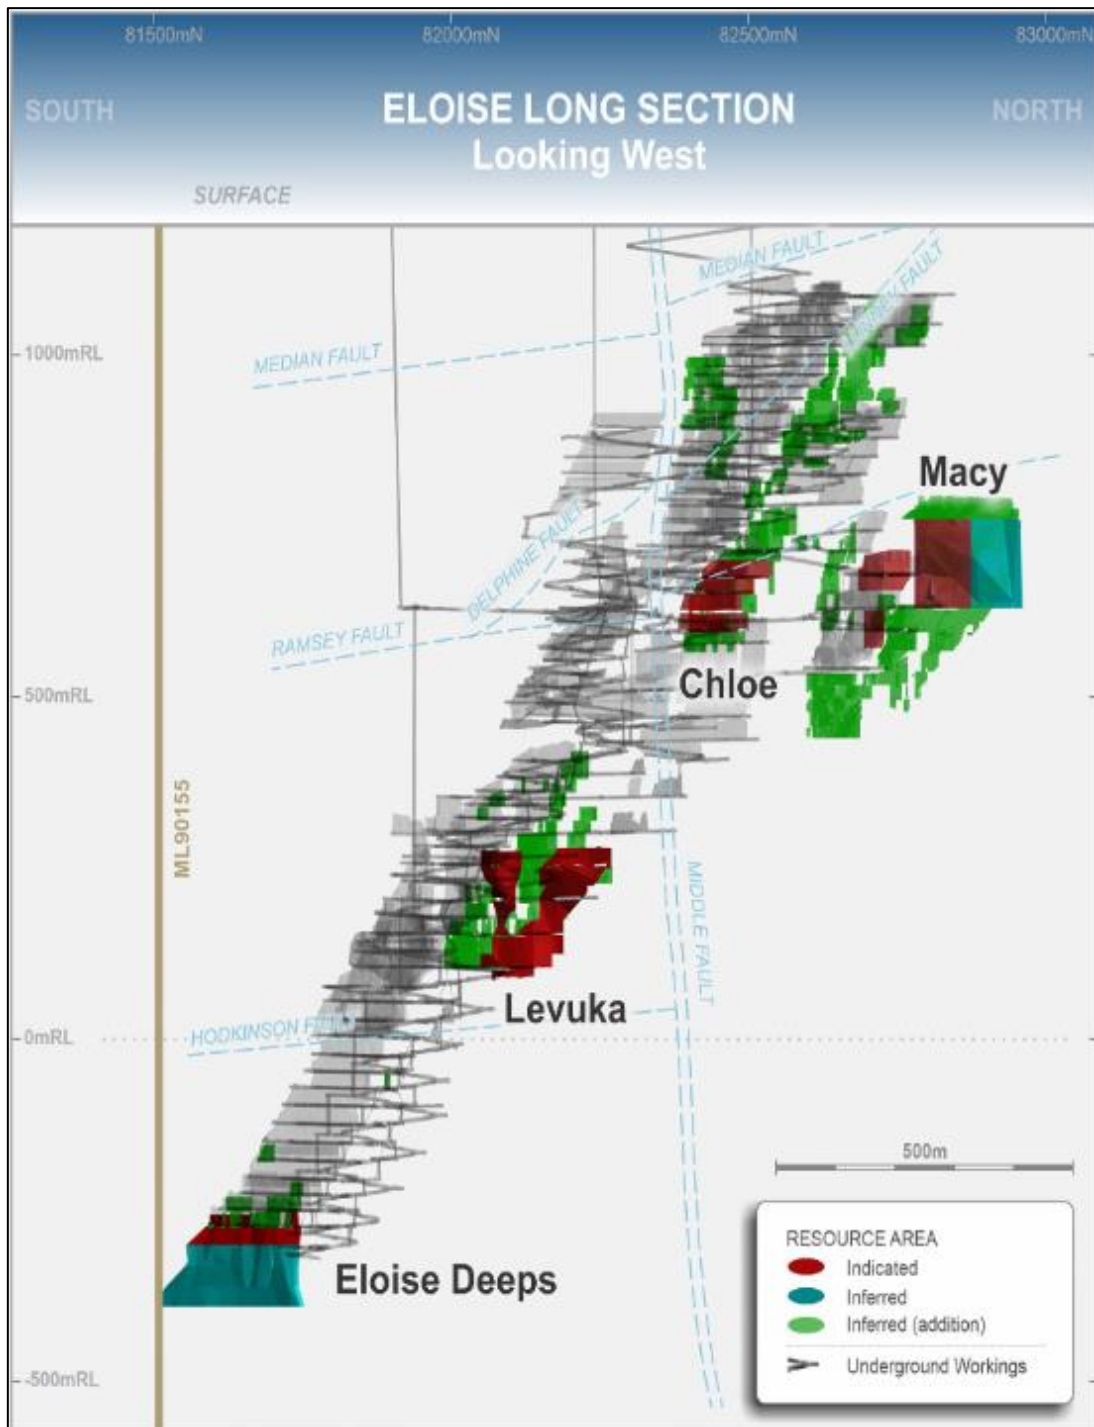 81500mN
82000mN
82500mN
83000mN
SOUTH
ELOISE LONG SECTION
NORTH
Looking West
SURFACE
MEDIAN FAULT
FAULT
1000mRL
MEDIAN FAULT
Macy
DELPHINE FAULT
RAMSEY FAULT
Chloe
500mRL
ML90155
MIDDLE FAULT
Levuka
HODKINSON
0mRL
500m
Eloise Deeps
RESOURCE AREA
Indicated
Inferred
Inferred (addition)
Underground Workings
-500mRL